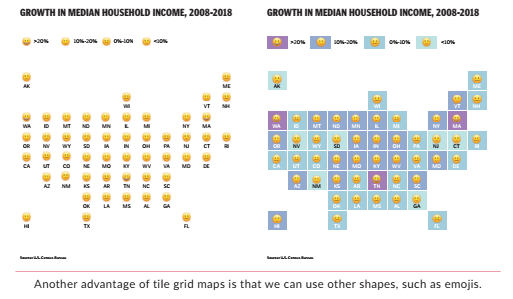 GROWTH IN MEDIAN HOUSEHOLD INCOME, 2008-2018
>20% 10%-20% 0%-10% <10%
AK ME
WI VT NH
WA ID MT ND MN IL MI NY MA
OR NV WY SD IA IN OH PA NJ CT RI
CA UT CO NE MO KY WV VA MD DE
AZ NM KS AR TN NC SC
OK LA MS AL GA
HI TX FL
Source: U.S. Census Bureau
GROWTH IN MEDIAN HOUSEHOLD INCOME, 2008-2018
>20% 10%-20% 0%-10% <10%
AK ME
WI VT NH
WA ID MT ND MN IL MI NY MA
OR NV WY SD IA IN OH PA NJ CT RI
CA UT CO NE MO KY WV VA MD DE
AZ NM KS AR TN NC SC
OK LA MS AL GA
HI TX FL
Source: U.S. Census Bureau
Another advantage of tile grid maps is that we can use other shapes, such as emojis.